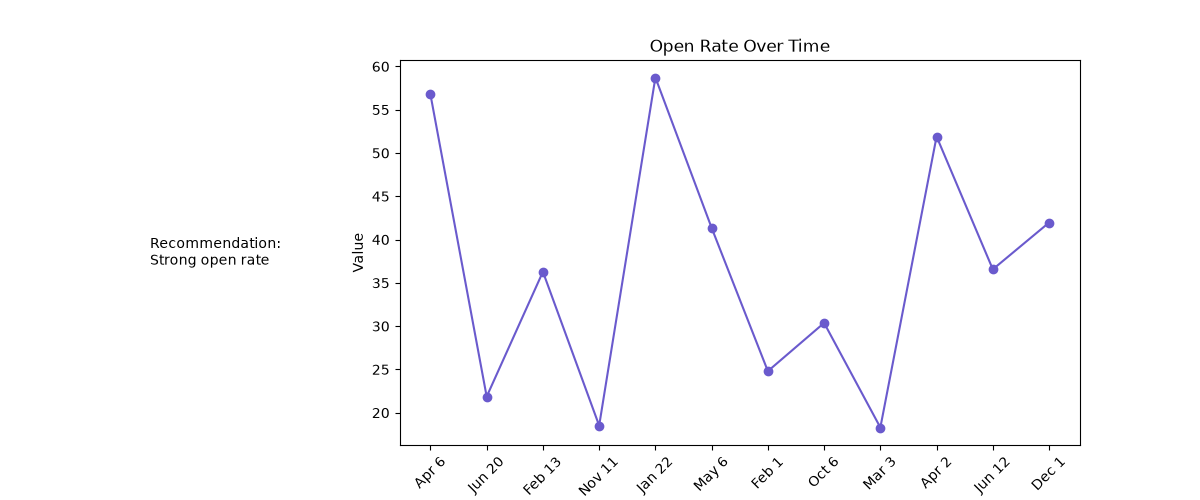 Open Rate Over Time
Recommendation:
Strong open rate
Value
60
55
50
45
40
35
30
25
20
Apr 6
Jun 20
Feb 13
Nov 11
Jan 22
May 6
Feb 1
Oct 6
Mar 3
Apr 2
Jun 12
Dec 1